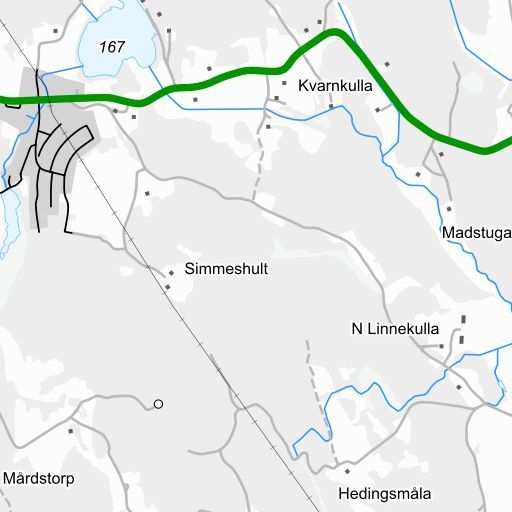 167
Kvarnkulla
Madstuga
Simmeshult
N Linnekulla
Mårdstorp
Hedingsmåla